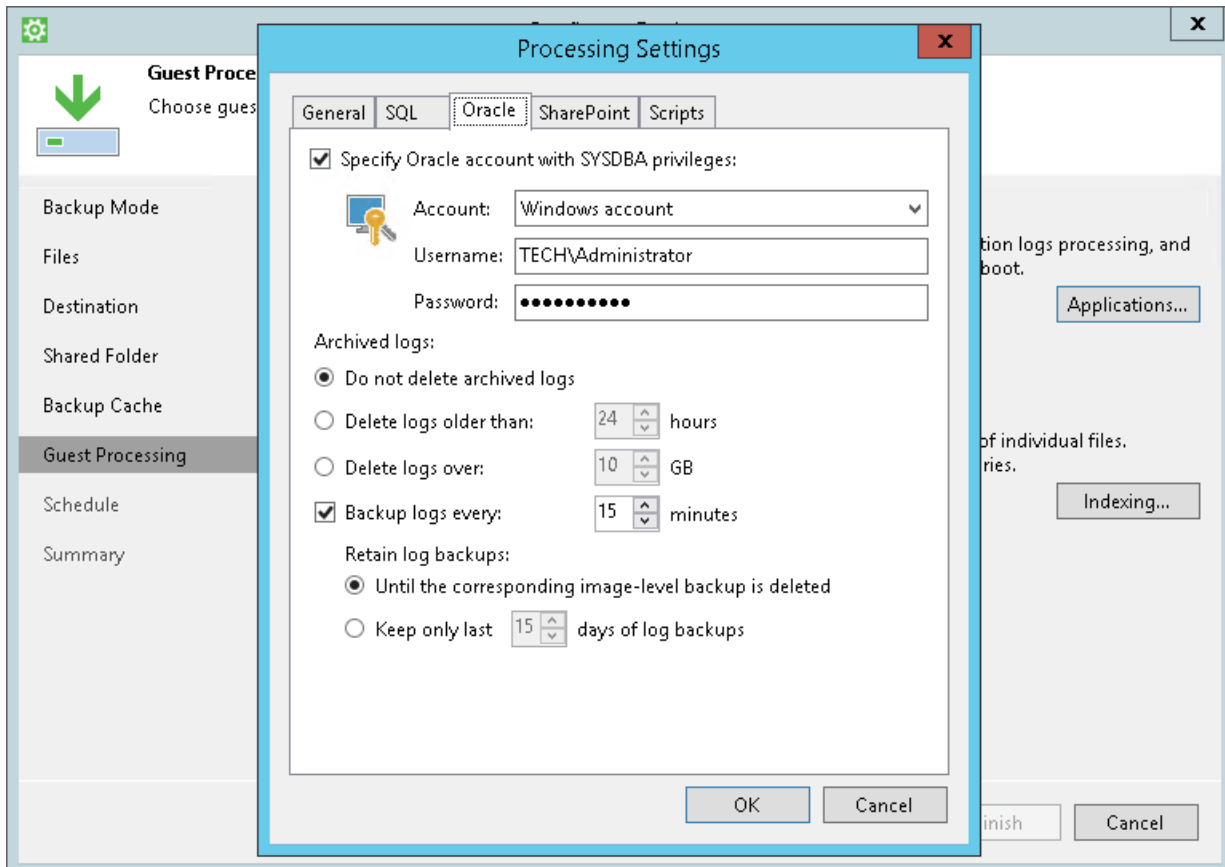 Processing Settings
Guest Proce
Choose gues
Backup Mode
Files
Destination
Shared Folder
Backup Cache
Guest Processing
Schedule
Summary
General SQL Oracle SharePoint Scripts
Specify Oracle account with SYSDBA privileges:
Account: Windows account
Username: TECH\Administrator
Password: ●●●●●●●●●●
Archived logs:
Do not delete archived logs
Delete logs older than: 24 hours
Delete logs over: 10 GB
Backup logs every: 15 minutes
Retain log backups:
Until the corresponding image-level backup is deleted
Keep only last 15 days of log backups
OK Cancel
tion logs processing, and
boot.
Applications...
of individual files.
ries.
Indexing...
inish Cancel